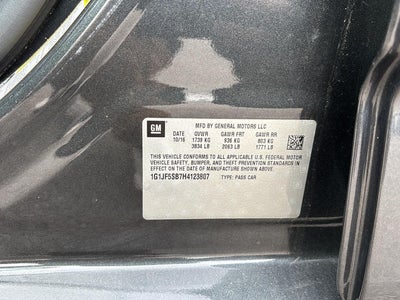 GM
MFD BY GENERAL MOTORS LLC
DATE GVWR GAWR FRT GAWR RR
10/16 1739 KG 936 KG 803 KG
3834 LB 2063 LB 1771 LB
THIS VEHICLE CONFORMS TO ALL APPLICABLE U.S. FEDERAL MOTOR
VEHICLE SAFETY, BUMPER, AND THEFT PREVENTION STANDARDS IN
EFFECT ON THE DATE OF MANUFACTURE SHOWN ABOVE.
1G1JF5SB7H4123807 TYPE: PASS CAR